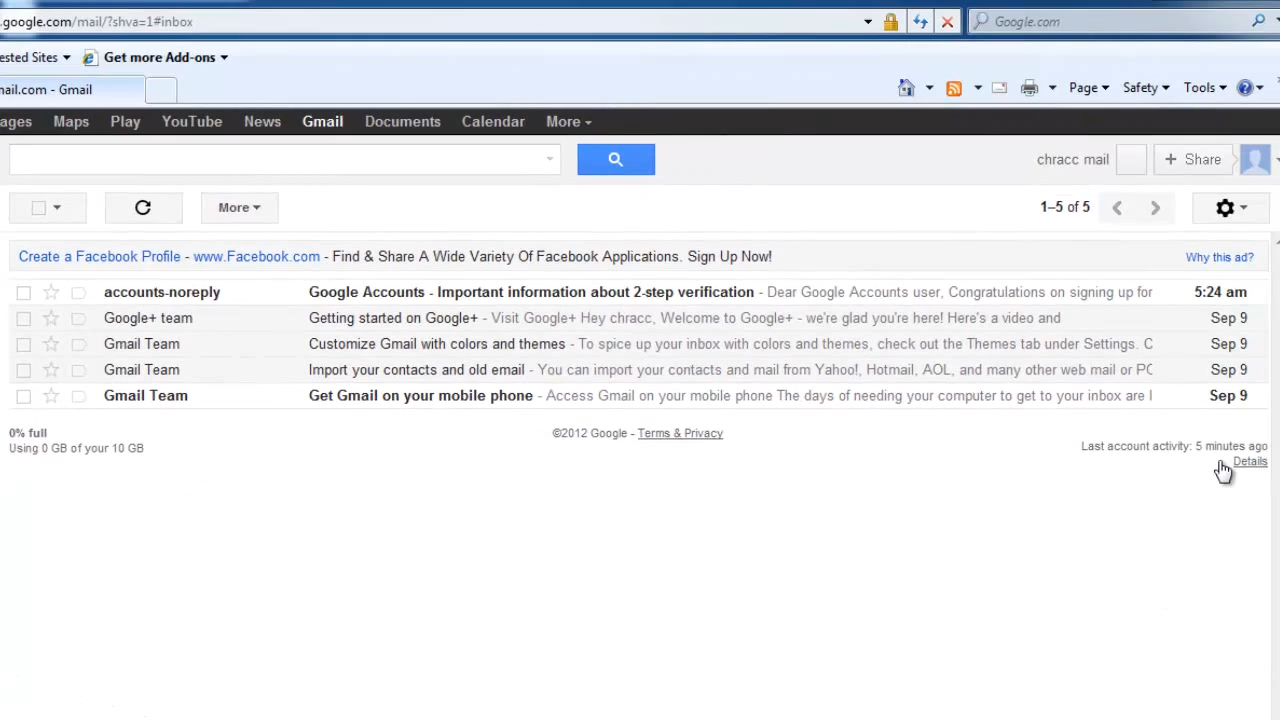 .google.com/mail/?shva=1#inbox
Google.com
ested Sites
Get more Add-ons
mail.com - Gmail
Page
Safety
Tools
ages Maps Play YouTube News Gmail Documents Calendar More
chracc mail
+ Share
More
1–5 of 5
Create a Facebook Profile - www.Facebook.com - Find & Share A Wide Variety Of Facebook Applications. Sign Up Now! Why this ad?
accounts-noreply Google Accounts - Important information about 2-step verification - Dear Google Accounts user, Congratulations on signing up for 5:24 am
Google+ team Getting started on Google+ - Visit Google+ Hey chracc, Welcome to Google+ - we're glad you're here! Here's a video and Sep 9
Gmail Team Customize Gmail with colors and themes - To spice up your inbox with colors and themes, check out the Themes tab under Settings. C Sep 9
Gmail Team Import your contacts and old email - You can import your contacts and mail from Yahoo!, Hotmail, AOL, and many other web mail or PC Sep 9
Gmail Team Get Gmail on your mobile phone - Access Gmail on your mobile phone The days of needing your computer to get to your inbox are l Sep 9
0% full
Using 0 GB of your 10 GB
©2012 Google - Terms & Privacy
Last account activity: 5 minutes ago
Details